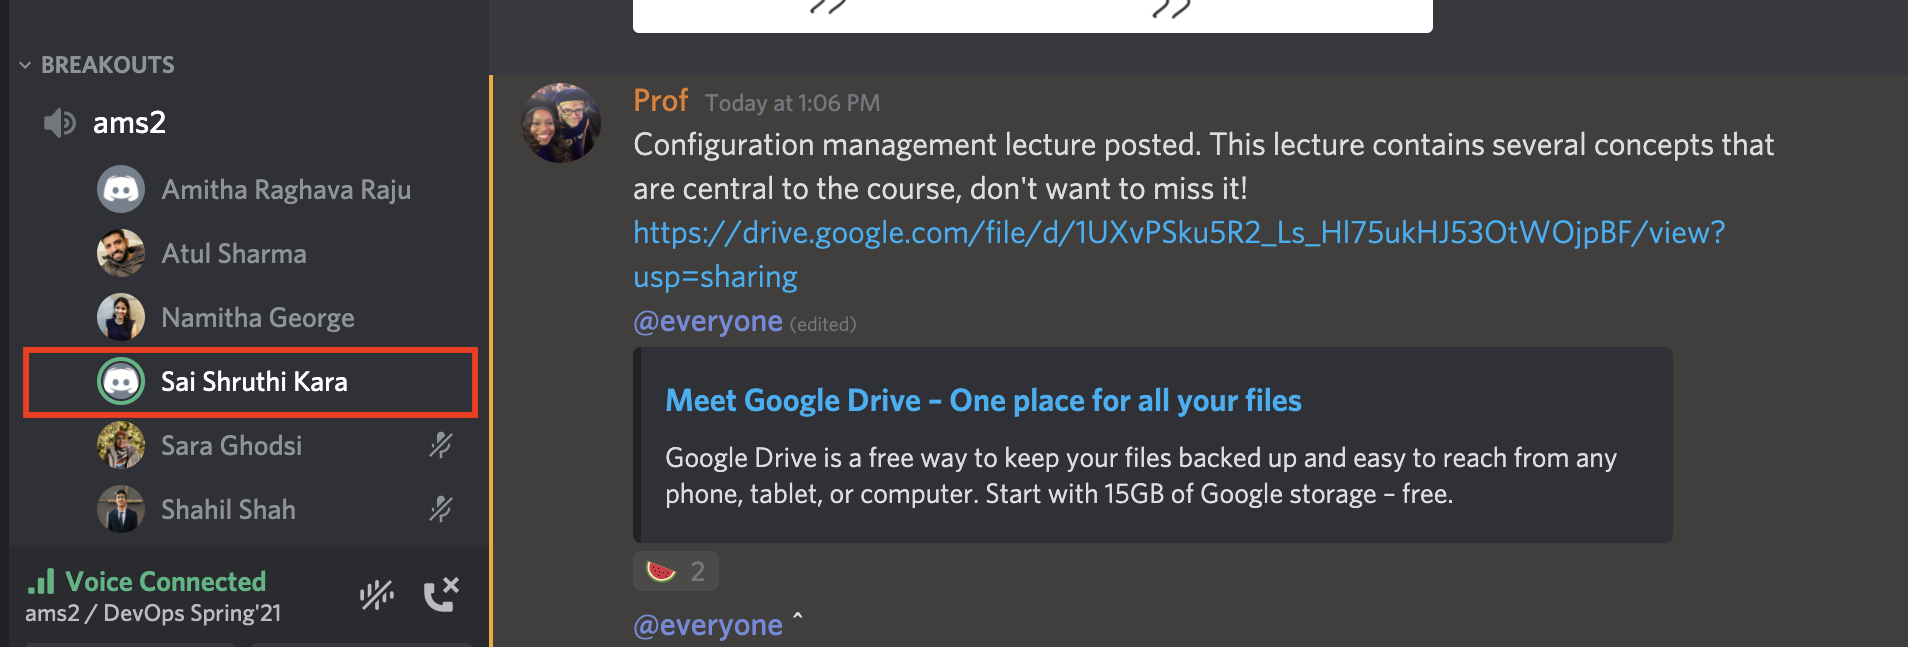 BREAKOUTS
ams2
Amitha Raghava Raju
Atul Sharma
Namitha George
Sai Shruthi Kara
Sara Ghodsi
Shahil Shah
Voice Connected
ams2 / DevOps Spring'21
Prof Today at 1:06 PM
Configuration management lecture posted. This lecture contains several concepts that
are central to the course, don't want to miss it!
https://drive.google.com/file/d/1UXvPSku5R2_Ls_Hl75ukHJ53OtWOjpBF/view?
usp=sharing
@everyone (edited)
Meet Google Drive – One place for all your files
Google Drive is a free way to keep your files backed up and easy to reach from any
phone, tablet, or computer. Start with 15GB of Google storage – free.
2
@everyone ^